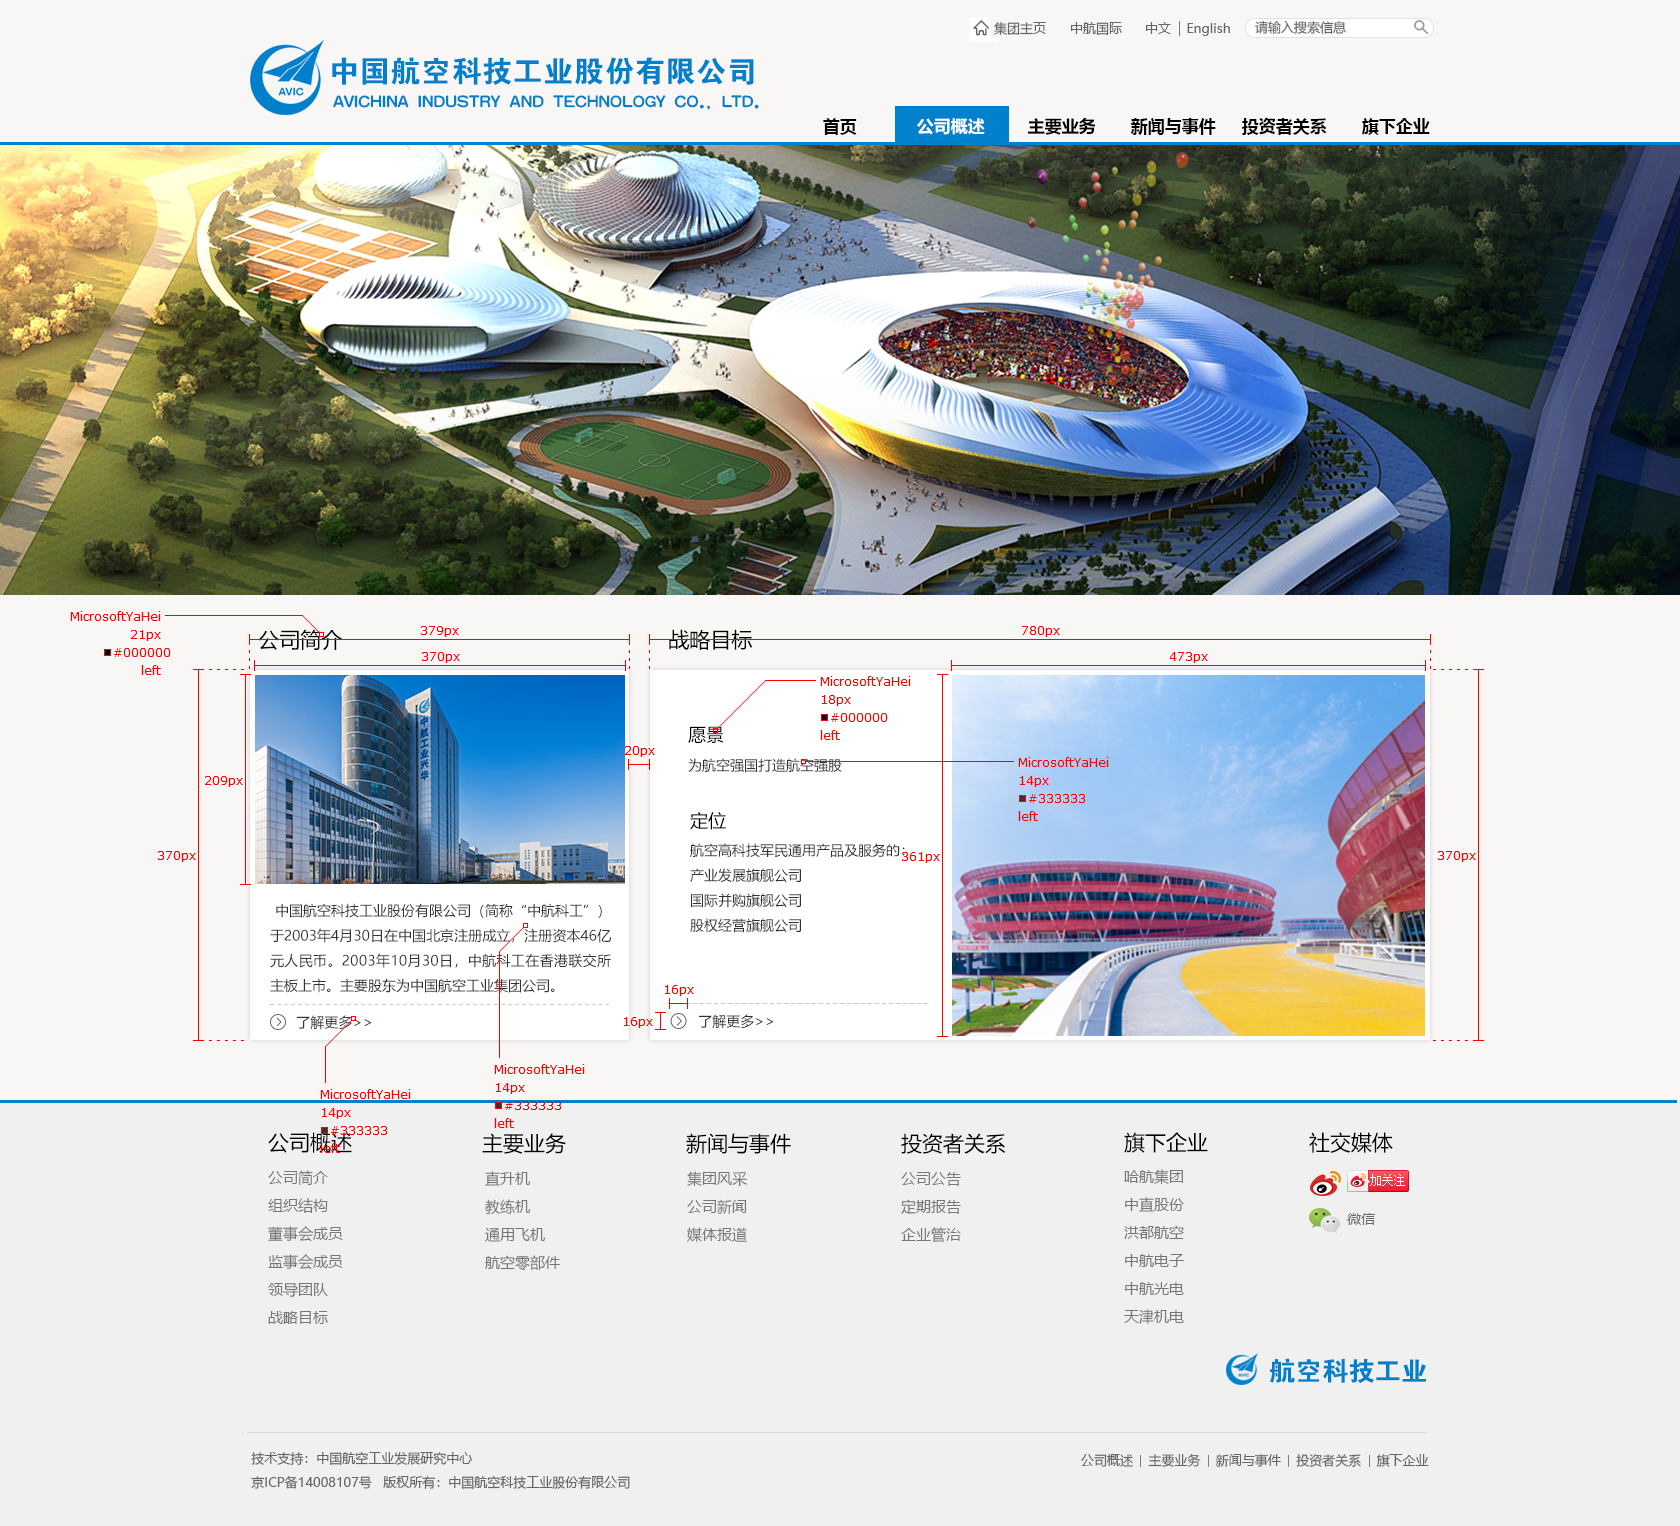 集团主页 中航国际 中文 | English 请输入搜索信息
AVIC
中国航空科技工业股份有限公司
AVICHINA INDUSTRY AND TECHNOLOGY CO., LTD.
首页 公司概述 主要业务 新闻与事件 投资者关系 旗下企业
MicrosoftYaHei
21px
#000000
left
公司简介
379px
370px
370px
209px
中航工业兴华
中国航空科技工业股份有限公司（简称“中航科工”）
于2003年4月30日在中国北京注册成立，注册资本46亿
元人民币。2003年10月30日，中航科工在香港联交所
主板上市。主要股东为中国航空工业集团公司。
了解更多>>
MicrosoftYaHei
14px
#333333
left
MicrosoftYaHei
14px
#333333
left
20px
战略目标
780px
473px
MicrosoftYaHei
18px
#000000
left
愿景
为航空强国打造航空强股
MicrosoftYaHei
14px
#333333
left
定位
航空高科技军民通用产品及服务的：
产业发展旗舰公司
国际并购旗舰公司
股权经营旗舰公司
361px
370px
16px
16px
了解更多>>
公司概述
公司简介
组织结构
董事会成员
监事会成员
领导团队
战略目标
主要业务
直升机
教练机
通用飞机
航空零部件
新闻与事件
集团风采
公司新闻
媒体报道
投资者关系
公司公告
定期报告
企业管治
旗下企业
哈航集团
中直股份
洪都航空
中航电子
中航光电
天津机电
社交媒体
加关注
微信
AVIC
航空科技工业
技术支持：中国航空工业发展研究中心
京ICP备14008107号 版权所有：中国航空科技工业股份有限公司
公司概述 | 主要业务 | 新闻与事件 | 投资者关系 | 旗下企业